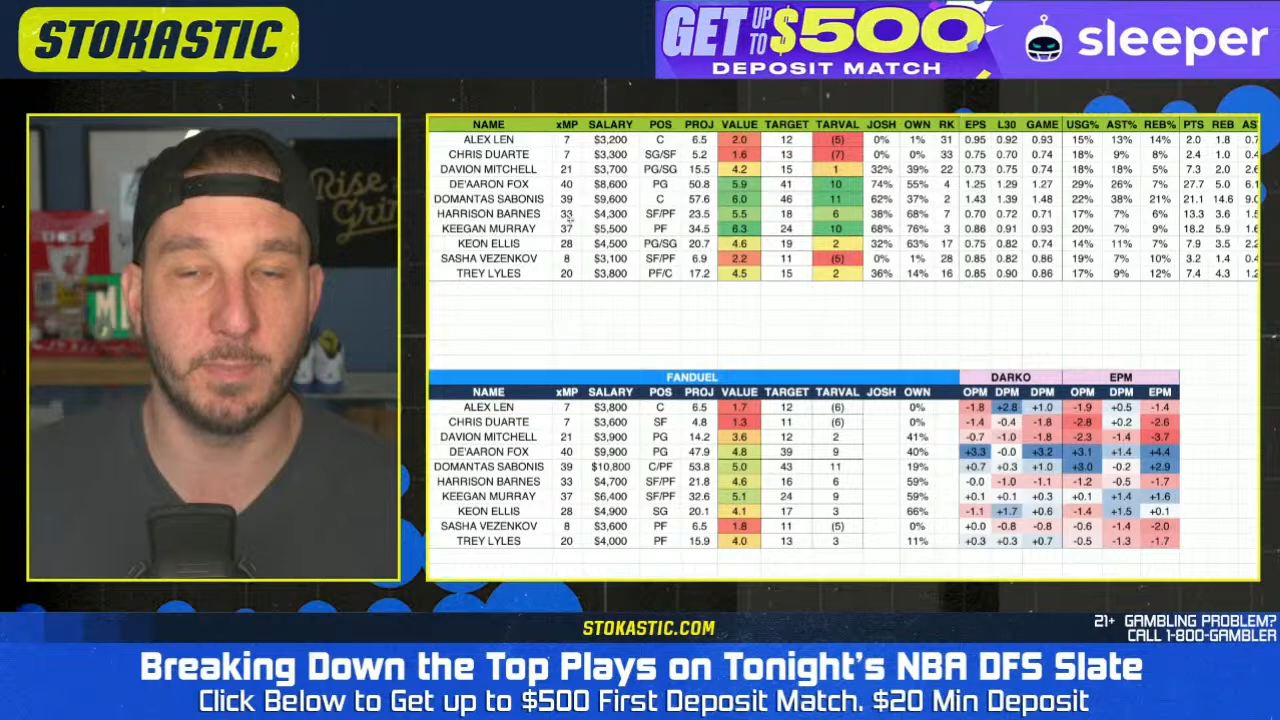 STOKASTIC
GET UP TO $500
DEPOSIT MATCH
sleeper
Rise
Grin
NAME xMP SALARY POS PROJ VALUE TARGET TARVAL JOSH OWN RK EPS L30 GAME USG% AST% REB% PTS REB AS
ALEX LEN 7 $3,200 C 6.5 2.0 12 (5) 0% 1% 31 0.95 0.92 0.93 15% 13% 14% 2.0 1.8 0.7
CHRIS DUARTE 7 $3,300 SG/SF 5.2 1.6 13 (7) 0% 0% 33 0.75 0.70 0.74 18% 9% 8% 2.4 1.0 0.4
DAVION MITCHELL 21 $3,700 PG/SG 15.5 4.2 15 1 32% 39% 22 0.73 0.75 0.74 18% 18% 5% 7.3 2.0 2.6
DE'AARON FOX 40 $8,600 PG 50.8 5.9 41 10 74% 55% 4 1.25 1.29 1.27 29% 26% 7% 27.7 5.0 6.1
DOMANTAS SABONIS 39 $9,600 C 57.6 6.0 46 11 62% 37% 2 1.43 1.39 1.48 22% 38% 21% 21.1 14.6 9.0
HARRISON BARNES 33 $4,300 SF/PF 23.5 5.5 18 6 38% 68% 7 0.70 0.72 0.71 17% 7% 6% 13.3 3.6 1.5
KEEGAN MURRAY 37 $5,500 PF 34.5 6.3 24 10 68% 76% 3 0.86 0.91 0.93 20% 7% 9% 18.2 5.9 1.6
KEON ELLIS 28 $4,500 PG/SG 20.7 4.6 19 2 32% 63% 17 0.75 0.82 0.74 14% 11% 7% 7.9 3.5 2.2
SASHA VEZENKOV 8 $3,100 SF/PF 6.9 2.2 11 (5) 0% 1% 28 0.82 0.86 0.86 19% 7% 10% 3.2 1.4 0.4
TREY LYLES 20 $3,800 PF/C 17.2 4.5 15 2 36% 14% 16 0.85 0.90 0.86 17% 9% 12% 7.4 4.3 1.2
FANDUEL DARKO EPM
NAME xMP SALARY POS PROJ VALUE TARGET TARVAL JOSH OWN OPM DPM DPM OPM DPM EPM
ALEX LEN 7 $3,800 C 6.5 1.7 12 (6) 0% -1.8 +2.8 +1.0 -1.9 +0.5 -1.4
CHRIS DUARTE 7 $3,600 SF 4.8 1.3 11 (6) 0% -1.4 -0.4 -1.8 -2.8 +0.2 -2.6
DAVION MITCHELL 21 $3,900 PG 14.2 3.6 12 2 41% -0.7 -1.0 -1.8 -2.3 -1.4 -3.7
DE'AARON FOX 40 $9,900 PG 47.9 4.8 39 9 40% +3.3 -0.0 +3.2 +3.1 +1.4 +4.4
DOMANTAS SABONIS 39 $10,800 C/PF 53.8 5.0 43 11 19% +0.7 +0.3 +1.0 +3.0 -0.2 +2.9
HARRISON BARNES 33 $4,700 SF/PF 21.8 4.6 16 6 59% -0.0 -1.0 -1.1 -1.2 -0.5 -1.7
KEEGAN MURRAY 37 $6,400 SF/PF 32.6 5.1 24 9 59% +0.1 +0.1 +0.3 +0.1 +1.4 +1.6
KEON ELLIS 28 $4,900 SG 20.1 4.1 17 3 66% -1.1 +1.7 +0.6 -1.4 +1.5 +0.1
SASHA VEZENKOV 8 $3,600 PF 6.5 1.8 11 (5) 0% +0.0 -0.8 -0.8 -0.6 -1.4 -2.0
TREY LYLES 20 $4,000 PF 15.9 4.0 13 3 11% +0.3 +0.3 +0.7 -0.5 -1.3 -1.7
STOKASTIC.COM
21+ GAMBLING PROBLEM?
CALL 1-800-GAMBLER
Breaking Down the Top Plays on Tonight's NBA DFS Slate
Click Below to Get up to $500 First Deposit Match. $20 Min Deposit